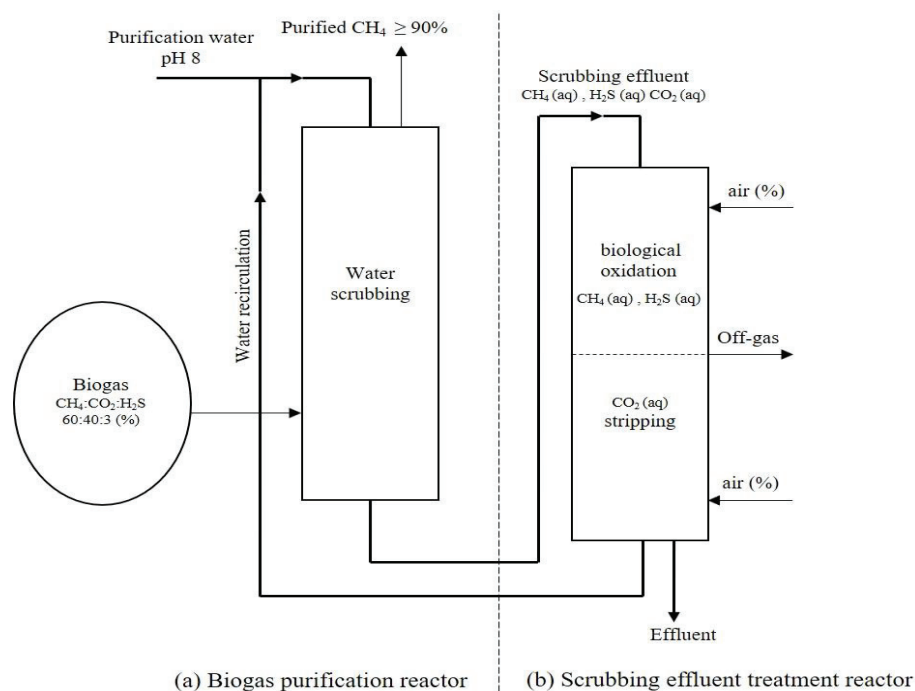 Purification water
pH 8
Purified CH₄ ≥ 90%
Scrubbing effluent
CH₄ (aq) , H₂S (aq) CO₂ (aq)
air (%)
Water recirculation
Water
scrubbing
biological
oxidation
CH₄ (aq) , H₂S (aq)
Off-gas
Biogas
CH₄:CO₂:H₂S
60:40:3 (%)
CO₂ (aq)
stripping
air (%)
Effluent
(a) Biogas purification reactor
(b) Scrubbing effluent treatment reactor